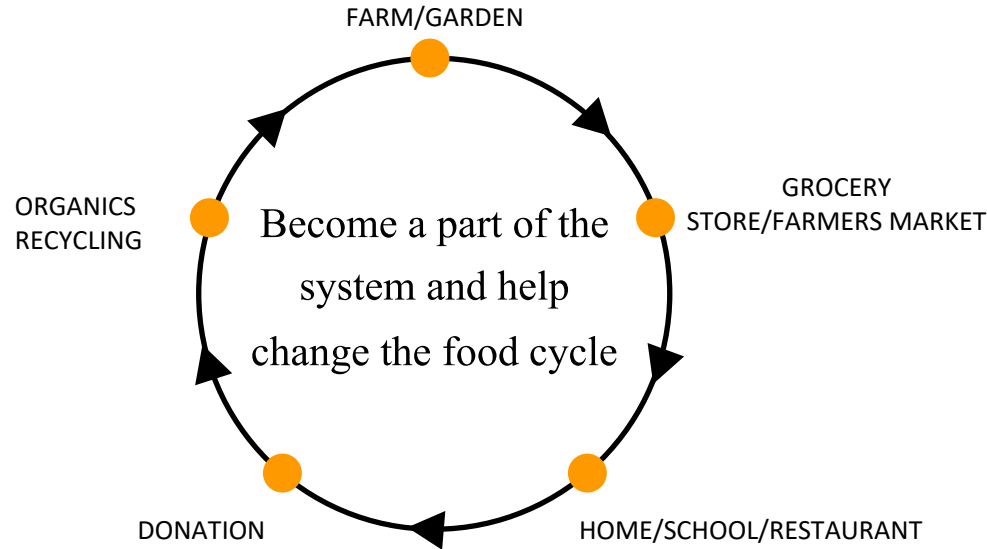 FARM/GARDEN
GROCERY
STORE/FARMERS MARKET
ORGANICS
RECYCLING
Become a part of the
system and help
change the food cycle
DONATION
HOME/SCHOOL/RESTAURANT